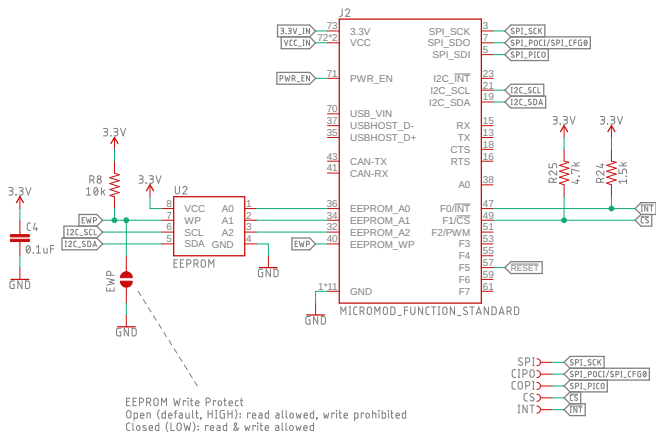 J2
3.3V_IN 73 3.3V SPI_SCK 3 SPI_SCK
VCC_IN 72*2 VCC SPI_SDO 7 SPI_POCI/SPI_CFG0
SPI_SDI 5 SPI_PICO
PWR_EN 71 PWR_EN I2C_INT 23
I2C_SCL 21 I2C_SCL
I2C_SDA 19 I2C_SDA
70 USB_VIN
37 USBHOST_D- RX 15
35 USBHOST_D+ TX 13
CTS 18
43 CAN-TX RTS 16
41 CAN-RX
A0 38
3.3V 3.3V
R25 4.7k R24 1.5k
3.3V
R8 10k
3.3V
U2
8 VCC A0 1 36 EEPROM_A0 F0/INT 47 INT
EWP 7 WP A1 2 34 EEPROM_A1 F1/CS 49 CS
I2C_SCL 6 SCL A2 3 32 EEPROM_A2 F2/PWM 51
I2C_SDA 5 SDA GND 4 EWP 40 EEPROM_WP F3 53
EEPROM
GND
F4 55
F5 57 RESET
F6 59
1*11 GND F7 61
GND
MICROMOD_FUNCTION_STANDARD
3.3V
C4
0.1uF
GND
EWP
GND
SPI SPI_SCK
CIPO SPI_POCI/SPI_CFG0
COPI SPI_PICO
CS CS
INT INT
EEPROM Write Protect
Open (default, HIGH): read allowed, write prohibited
Closed (LOW): read & write allowed